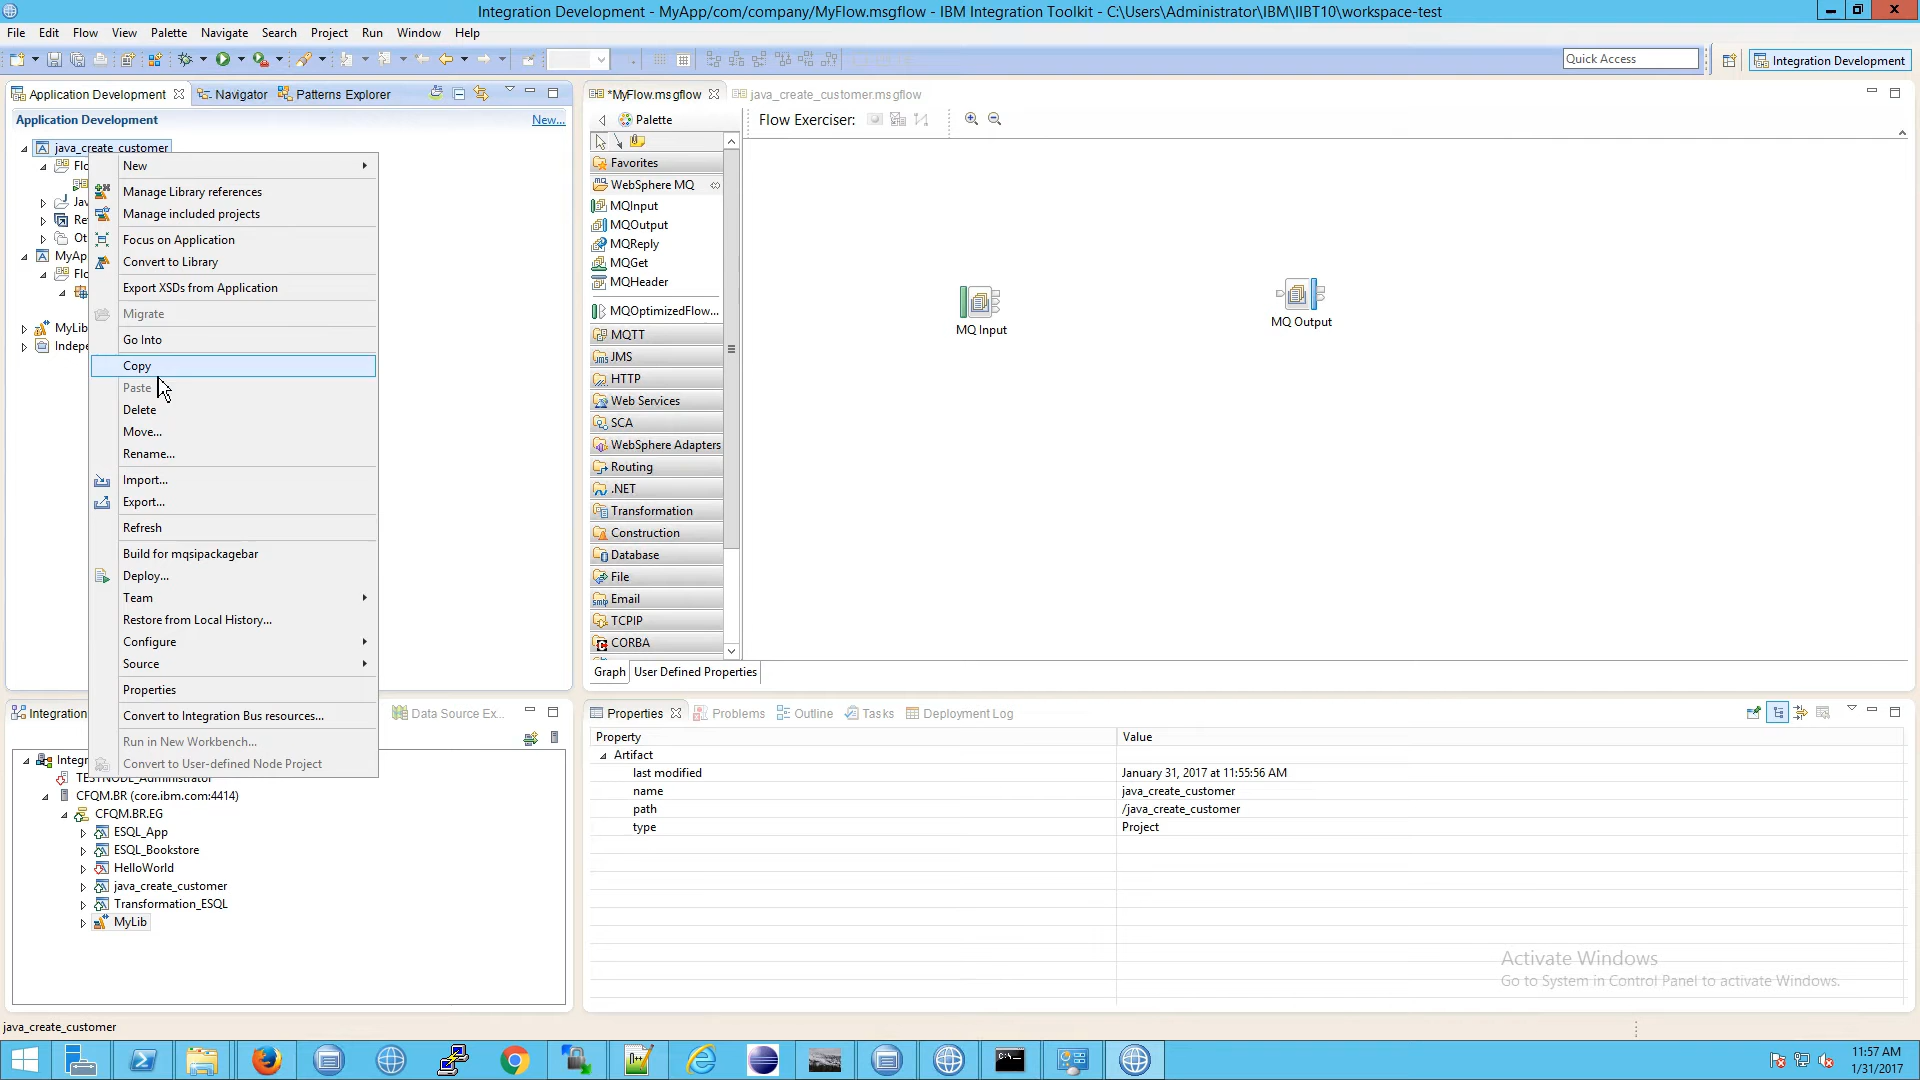 Integration Development - MyApp/com/company/MyFlow.msgflow - IBM Integration Toolkit - C:\Users\Administrator\IBM\IIBT10\workspace-test
File Edit Flow View Palette Navigate Search Project Run Window Help
Quick Access
Integration Development
Application Development Navigator Patterns Explorer
Application Development New...
java_create_customer
Flo
Jav
Re
Ot
MyAp
Flo
MyLib
Indepe
New
Manage Library references
Manage included projects
Focus on Application
Convert to Library
Export XSDs from Application
Migrate
Go Into
Copy
Paste
Delete
Move...
Rename...
Import...
Export...
Refresh
Build for mqsipackagebar
Deploy...
Team
Restore from Local History...
Configure
Source
Properties
Convert to Integration Bus resources...
Run in New Workbench...
Convert to User-defined Node Project
*MyFlow.msgflow java_create_customer.msgflow
Palette
Flow Exerciser:
Favorites
WebSphere MQ
MQInput
MQOutput
MQReply
MQGet
MQHeader
MQOptimizedFlow...
MQTT
JMS
HTTP
Web Services
SCA
WebSphere Adapters
Routing
.NET
Transformation
Construction
Database
File
Email
TCPIP
CORBA
MQ Input
MQ Output
Graph User Defined Properties
Integration
Data Source Ex...
Integr
TESTNODE_Administrator
CFQM.BR (core.ibm.com:4414)
CFQM.BR.EG
ESQL_App
ESQL_Bookstore
HelloWorld
java_create_customer
Transformation_ESQL
MyLib
Properties Problems Outline Tasks Deployment Log
Property Value
Artifact
last modified January 31, 2017 at 11:55:56 AM
name java_create_customer
path /java_create_customer
type Project
Activate Windows
Go to System in Control Panel to activate Windows.
java_create_customer
11:57 AM
1/31/2017